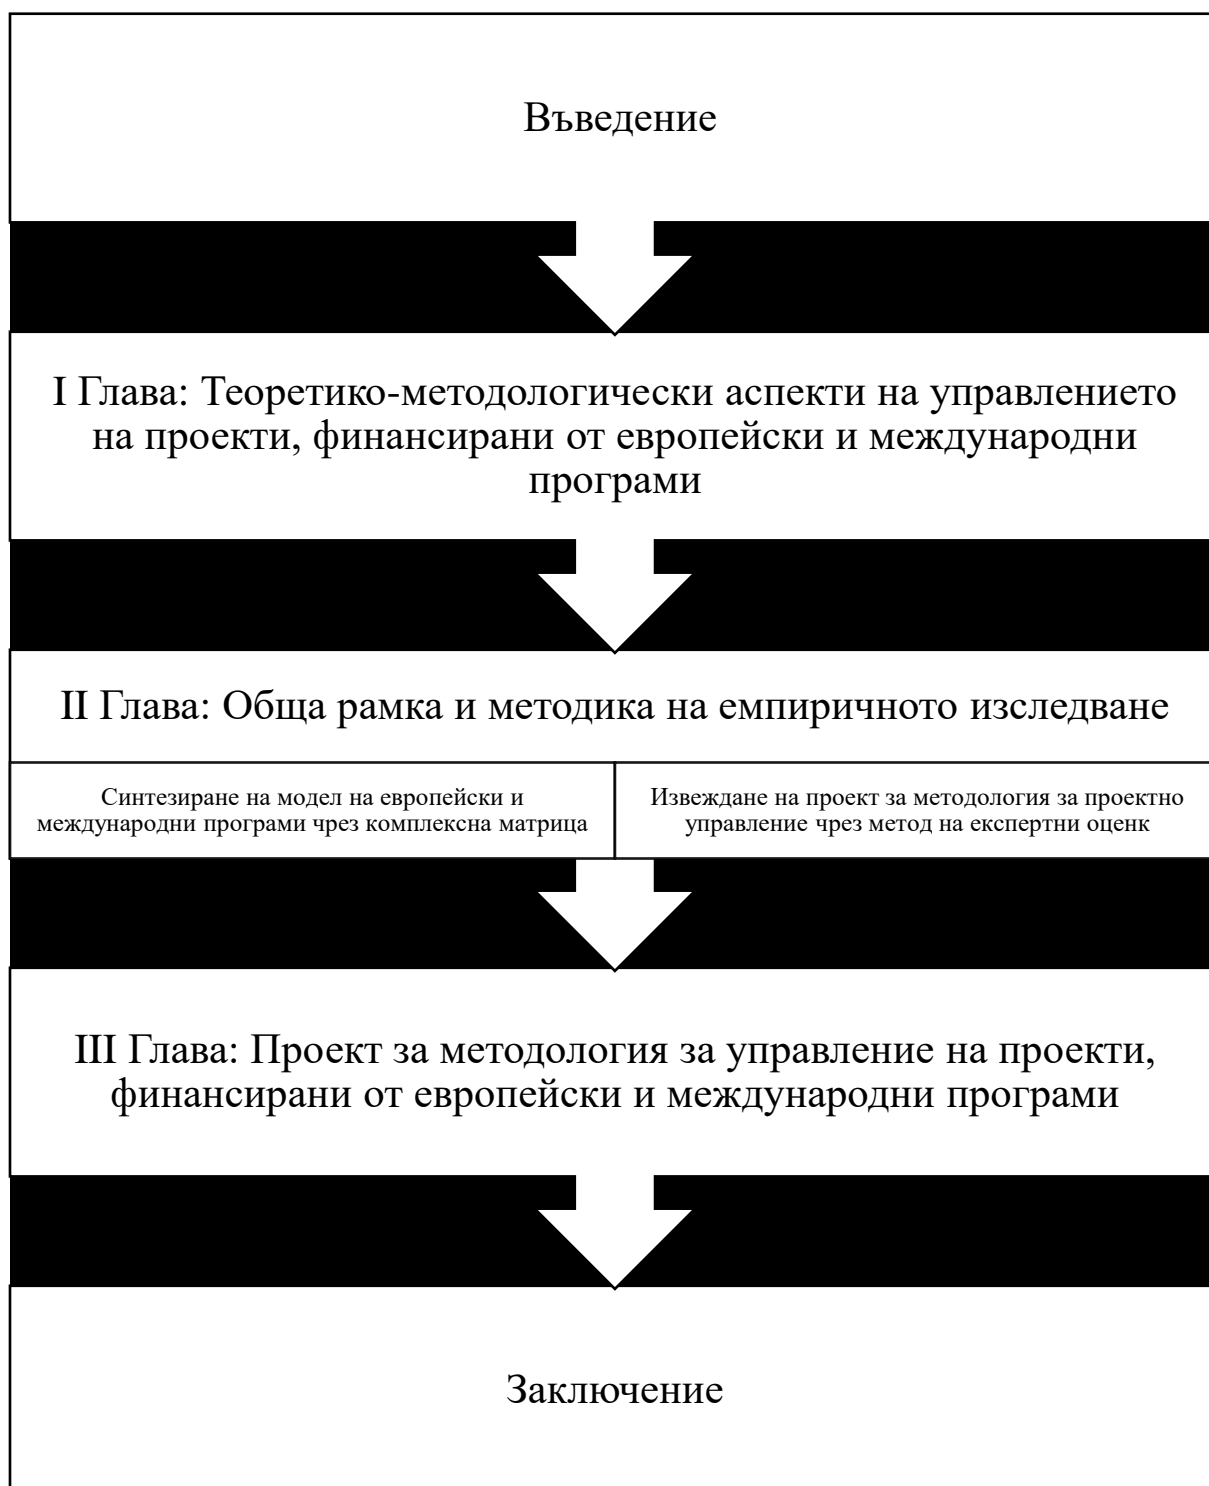 Въведение
I Глава: Теоретико-методологически аспекти на управлението
на проекти, финансирани от европейски и международни
програми
II Глава: Обща рамка и методика на емпиричното изследване
Синтезиране на модел на европейски и
международни програми чрез комплексна матрица
Извеждане на проект за методология за проектно
управление чрез метод на експертни оценк
III Глава: Проект за методология за управление на проекти,
финансирани от европейски и международни програми
Заключение